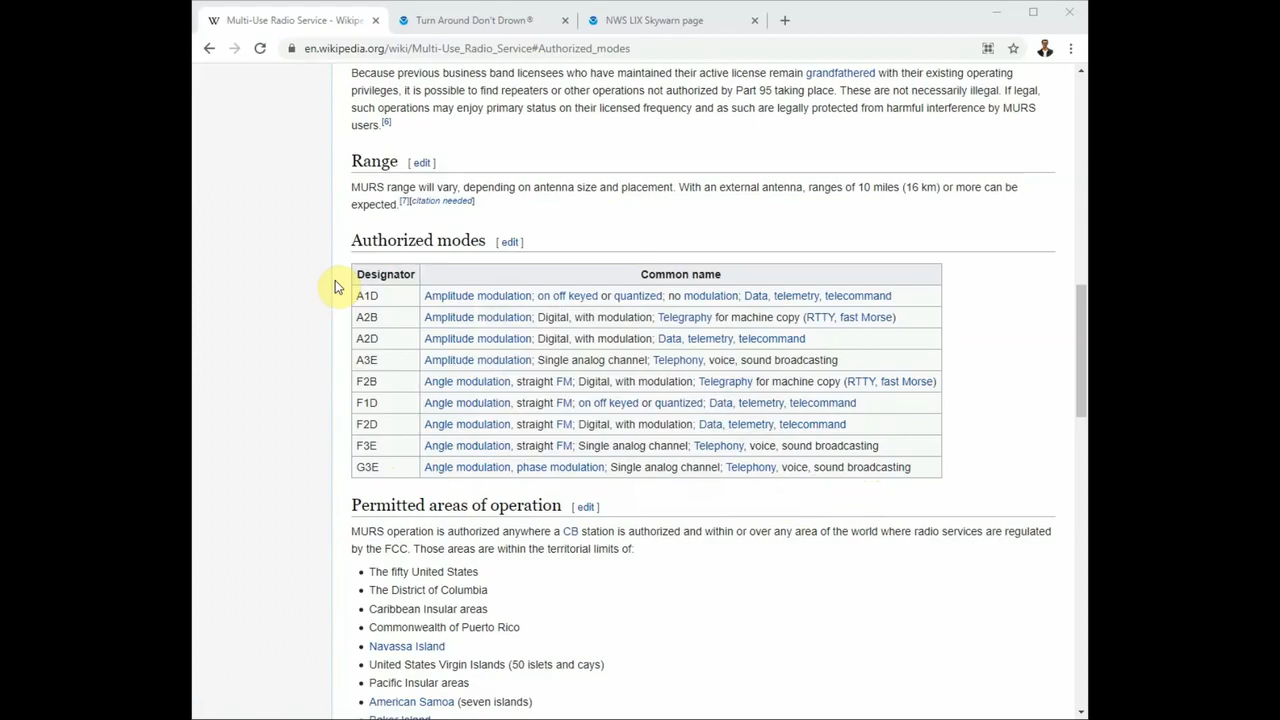 Multi-Use Radio Service - Wikipe
Turn Around Don't Drown®
NWS LIX Skywarn page
en.wikipedia.org/wiki/Multi-Use_Radio_Service#Authorized_modes
Because previous business band licensees who have maintained their active license remain grandfathered with their existing operating
privileges, it is possible to find repeaters or other operations not authorized by Part 95 taking place. These are not necessarily illegal. If legal,
such operations may enjoy primary status on their licensed frequency and as such are legally protected from harmful interference by MURS
users.[6]
Range [ edit ]
MURS range will vary, depending on antenna size and placement. With an external antenna, ranges of 10 miles (16 km) or more can be
expected.[7][citation needed]
Authorized modes [ edit ]
Designator Common name
A1D Amplitude modulation; on off keyed or quantized; no modulation; Data, telemetry, telecommand
A2B Amplitude modulation; Digital, with modulation; Telegraphy for machine copy (RTTY, fast Morse)
A2D Amplitude modulation; Digital, with modulation; Data, telemetry, telecommand
A3E Amplitude modulation; Single analog channel; Telephony, voice, sound broadcasting
F2B Angle modulation, straight FM; Digital, with modulation; Telegraphy for machine copy (RTTY, fast Morse)
F1D Angle modulation, straight FM; on off keyed or quantized; Data, telemetry, telecommand
F2D Angle modulation, straight FM; Digital, with modulation; Data, telemetry, telecommand
F3E Angle modulation, straight FM; Single analog channel; Telephony, voice, sound broadcasting
G3E Angle modulation, phase modulation; Single analog channel; Telephony, voice, sound broadcasting
Permitted areas of operation [ edit ]
MURS operation is authorized anywhere a CB station is authorized and within or over any area of the world where radio services are regulated
by the FCC. Those areas are within the territorial limits of:
The fifty United States
The District of Columbia
Caribbean Insular areas
Commonwealth of Puerto Rico
Navassa Island
United States Virgin Islands (50 islets and cays)
Pacific Insular areas
American Samoa (seven islands)
Baker Island